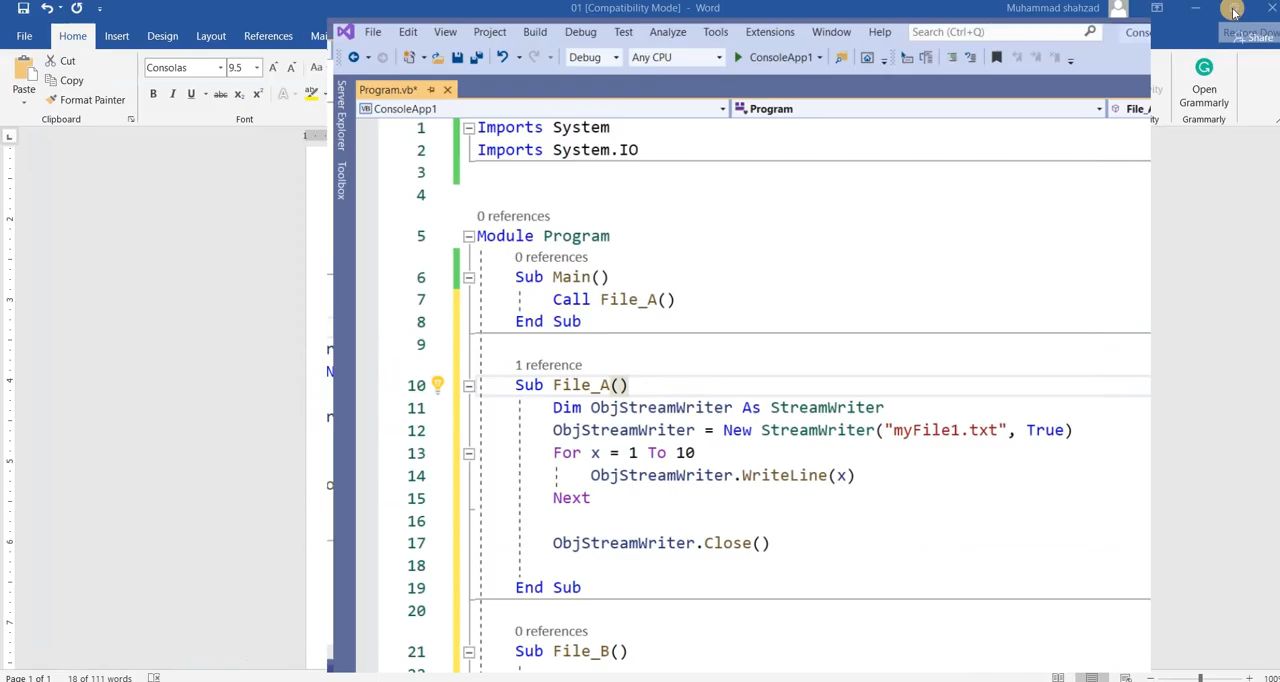 01 [Compatibility Mode] - Word
Muhammad shahzad
File Home Insert Draw Layout References
Share
Cut
Copy
Format Painter
Paste
Clipboard
Consolas 9.5
Aa
B I U abc x₂ x²
Font
Open
Grammarly
Grammarly
File Edit View Project Build Debug Test Analyze Tools Extensions Window Help Search (Ctrl+Q)
Debug Any CPU ConsoleApp1
Server Explorer
Toolbox
Program.vb*
ConsoleApp1 Program
1 Imports System
2 Imports System.IO
3
4
0 references
5 Module Program
0 references
6 Sub Main()
7 Call File_A()
8 End Sub
9
1 reference
10 Sub File_A()
11 Dim ObjStreamWriter As StreamWriter
12 ObjStreamWriter = New StreamWriter("myFile1.txt", True)
13 For x = 1 To 10
14 ObjStreamWriter.WriteLine(x)
15 Next
16
17 ObjStreamWriter.Close()
18
19 End Sub
20
0 references
21 Sub File_B()
Page 1 of 1 18 of 111 words